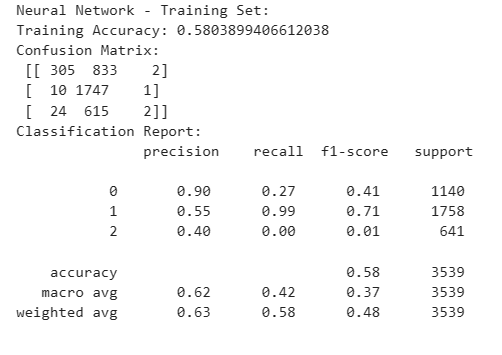 Neural Network - Training Set:
Training Accuracy: 0.5803899406612038
Confusion Matrix:
[[ 305 833 2]
[ 10 1747 1]
[ 24 615 2]]
Classification Report:
precision recall f1-score support
0 0.90 0.27 0.41 1140
1 0.55 0.99 0.71 1758
2 0.40 0.00 0.01 641
accuracy 0.58 3539
macro avg 0.62 0.42 0.37 3539
weighted avg 0.63 0.58 0.48 3539